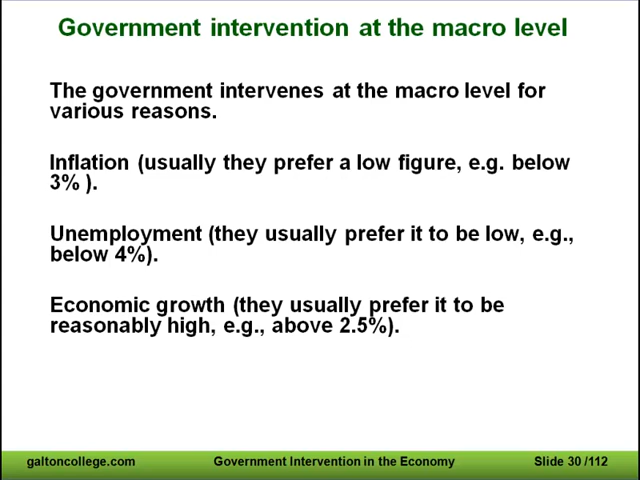 Government intervention at the macro level
The government intervenes at the macro level for
various reasons.
Inflation (usually they prefer a low figure, e.g. below
3% ).
Unemployment (they usually prefer it to be low, e.g.,
below 4%).
Economic growth (they usually prefer it to be
reasonably high, e.g., above 2.5%).
galtoncollege.com Government Intervention in the Economy Slide 30 /112